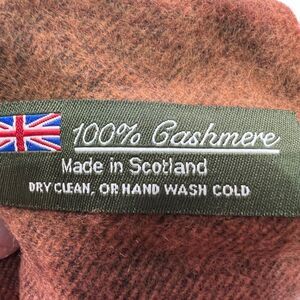 100% Cashmere
Made in Scotland
DRY CLEAN, OR HAND WASH COLD